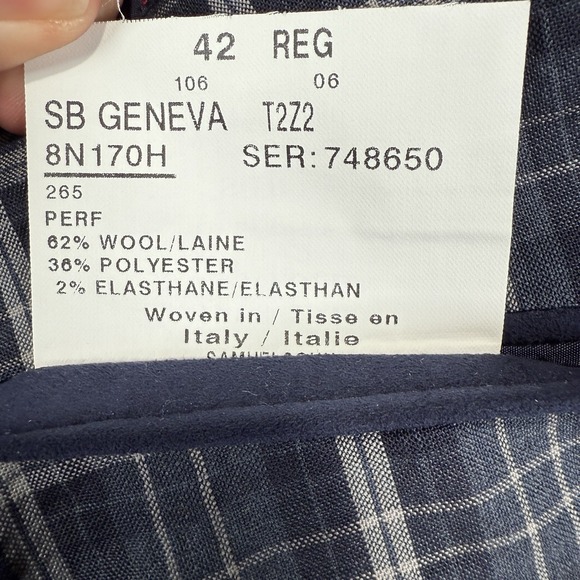 42 REG
106 06
SB GENEVA T2Z2
8N170H SER: 748650
265
PERF
62% WOOL/LAINE
36% POLYESTER
2% ELASTHANE/ELASTHAN
Woven in / Tisse en
Italy / Italie